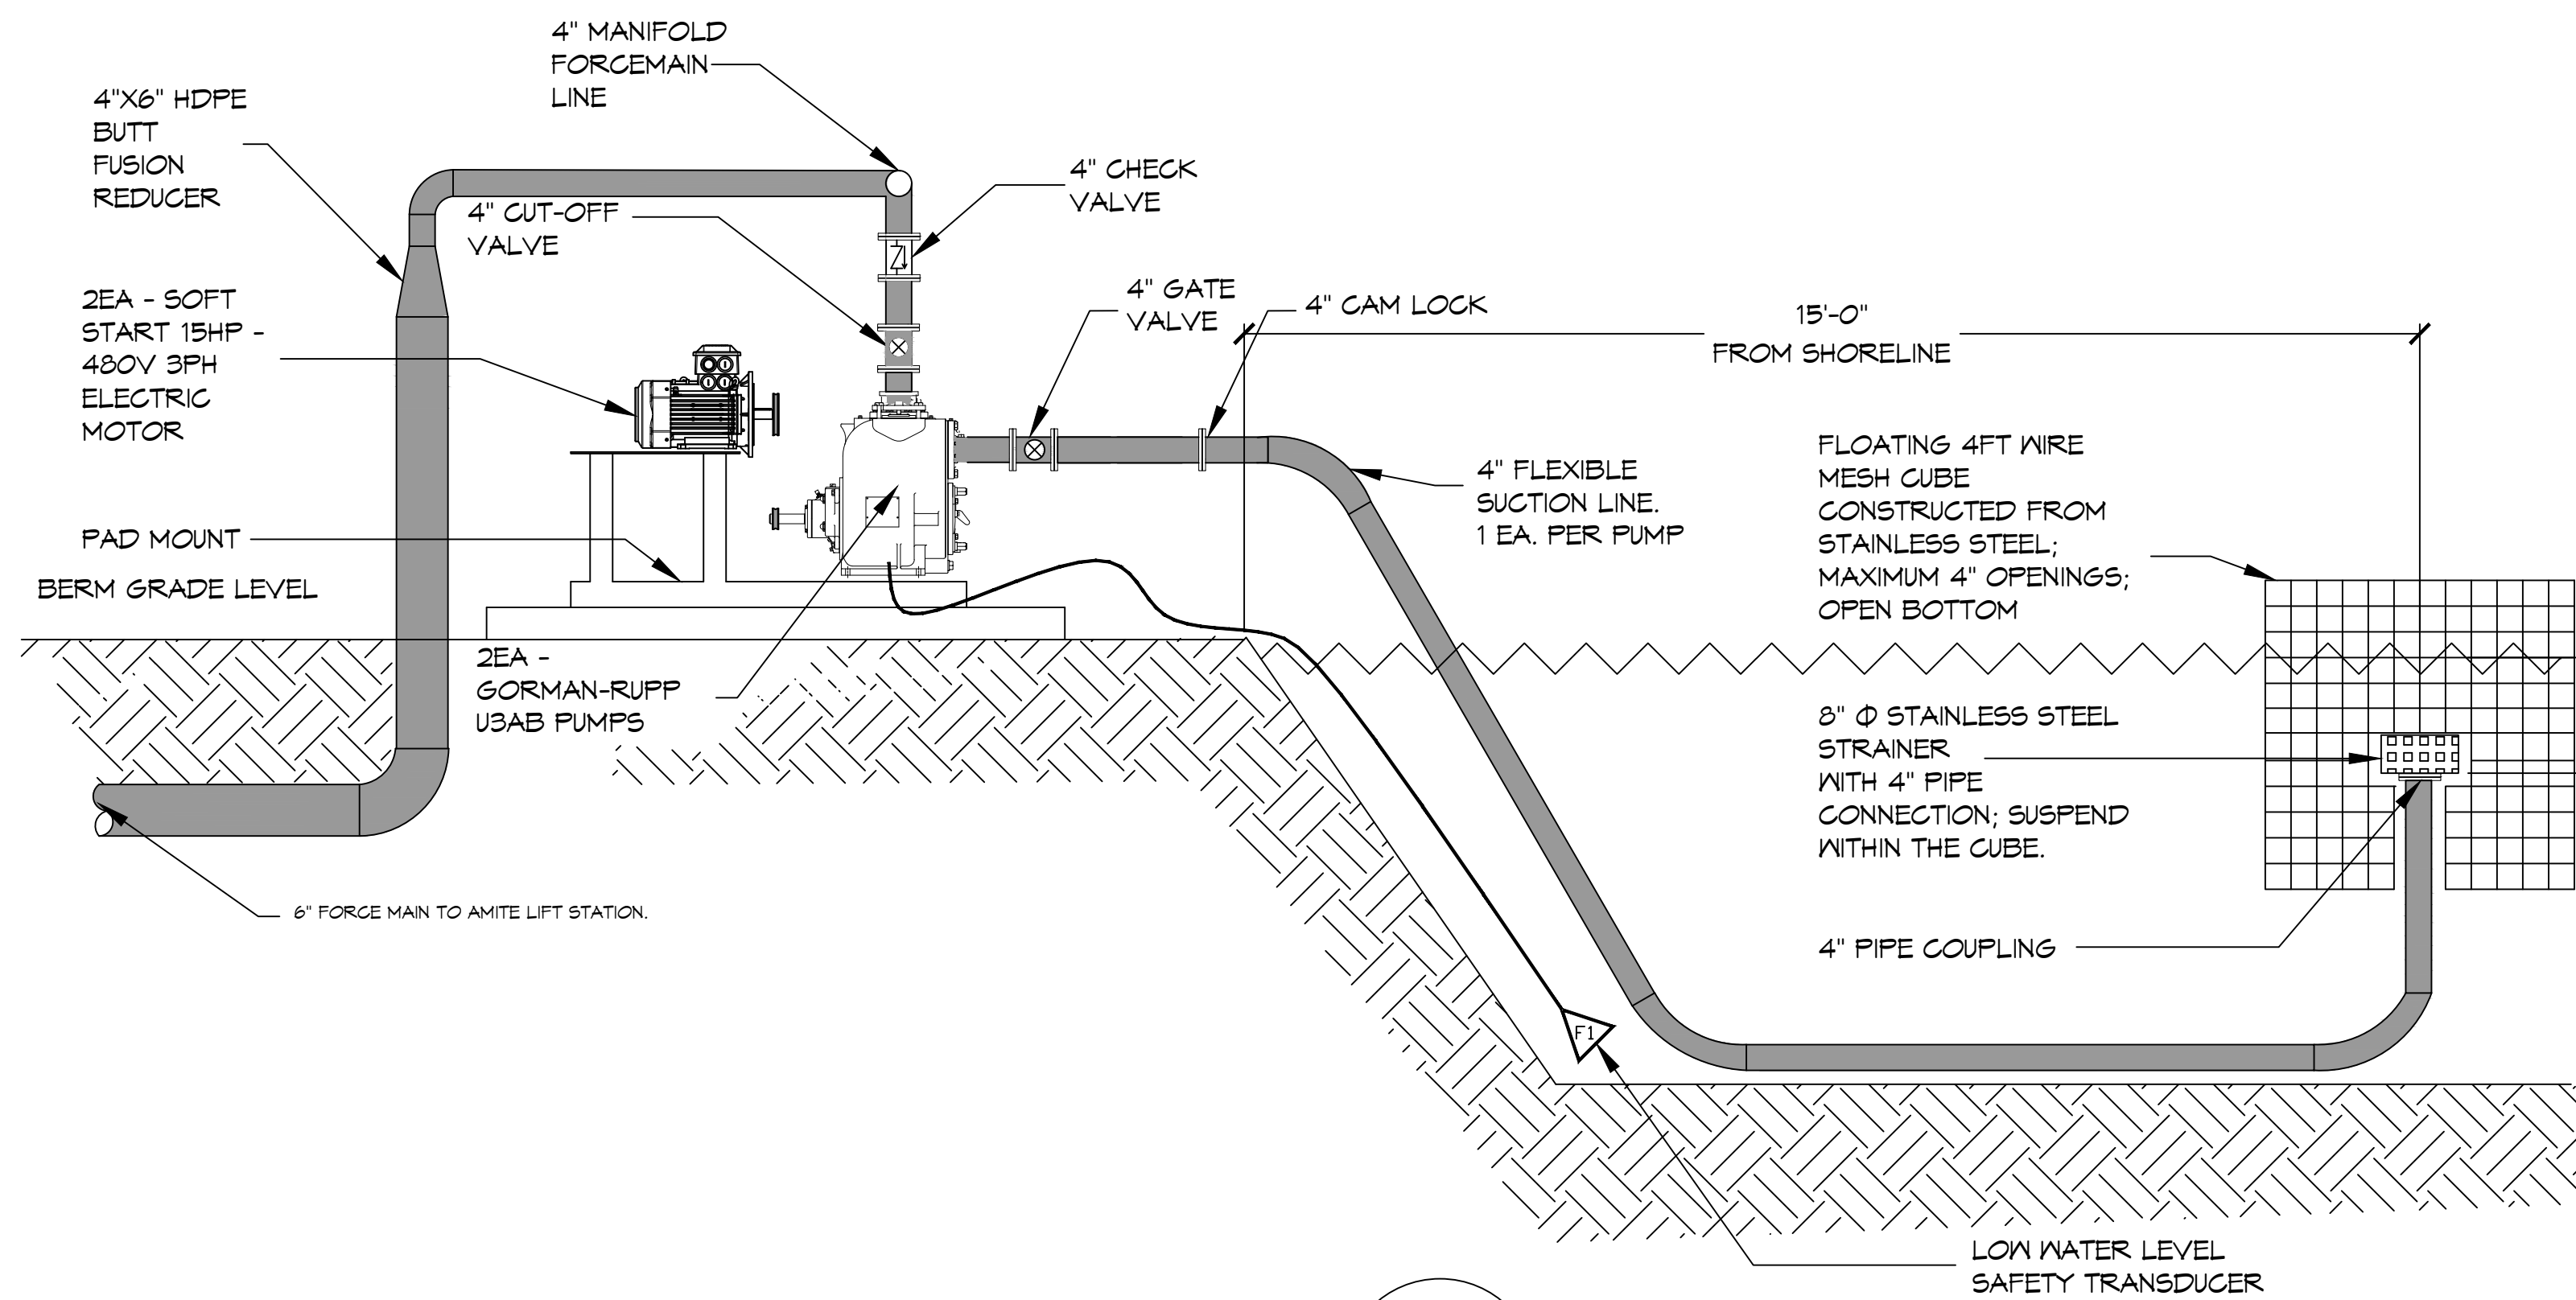 4" MANIFOLD
FORCEMAIN
LINE
4"X6" HDPE
BUTT
FUSION
REDUCER
4" CHECK
VALVE
4" CUT-OFF
VALVE
2EA - SOFT
START 15HP -
480V 3PH
ELECTRIC
MOTOR
4" GATE
VALVE
4" CAM LOCK
15'-0"
FROM SHORELINE
FLOATING 4FT WIRE
MESH CUBE
CONSTRUCTED FROM
STAINLESS STEEL;
MAXIMUM 4" OPENINGS;
OPEN BOTTOM
4" FLEXIBLE
SUCTION LINE.
1 EA. PER PUMP
PAD MOUNT
BERM GRADE LEVEL
2EA -
GORMAN-RUPP
U3AB PUMPS
8" Φ STAINLESS STEEL
STRAINER
WITH 4" PIPE
CONNECTION; SUSPEND
WITHIN THE CUBE.
6" FORCE MAIN TO AMITE LIFT STATION.
4" PIPE COUPLING
F1
LOW WATER LEVEL
SAFETY TRANSDUCER